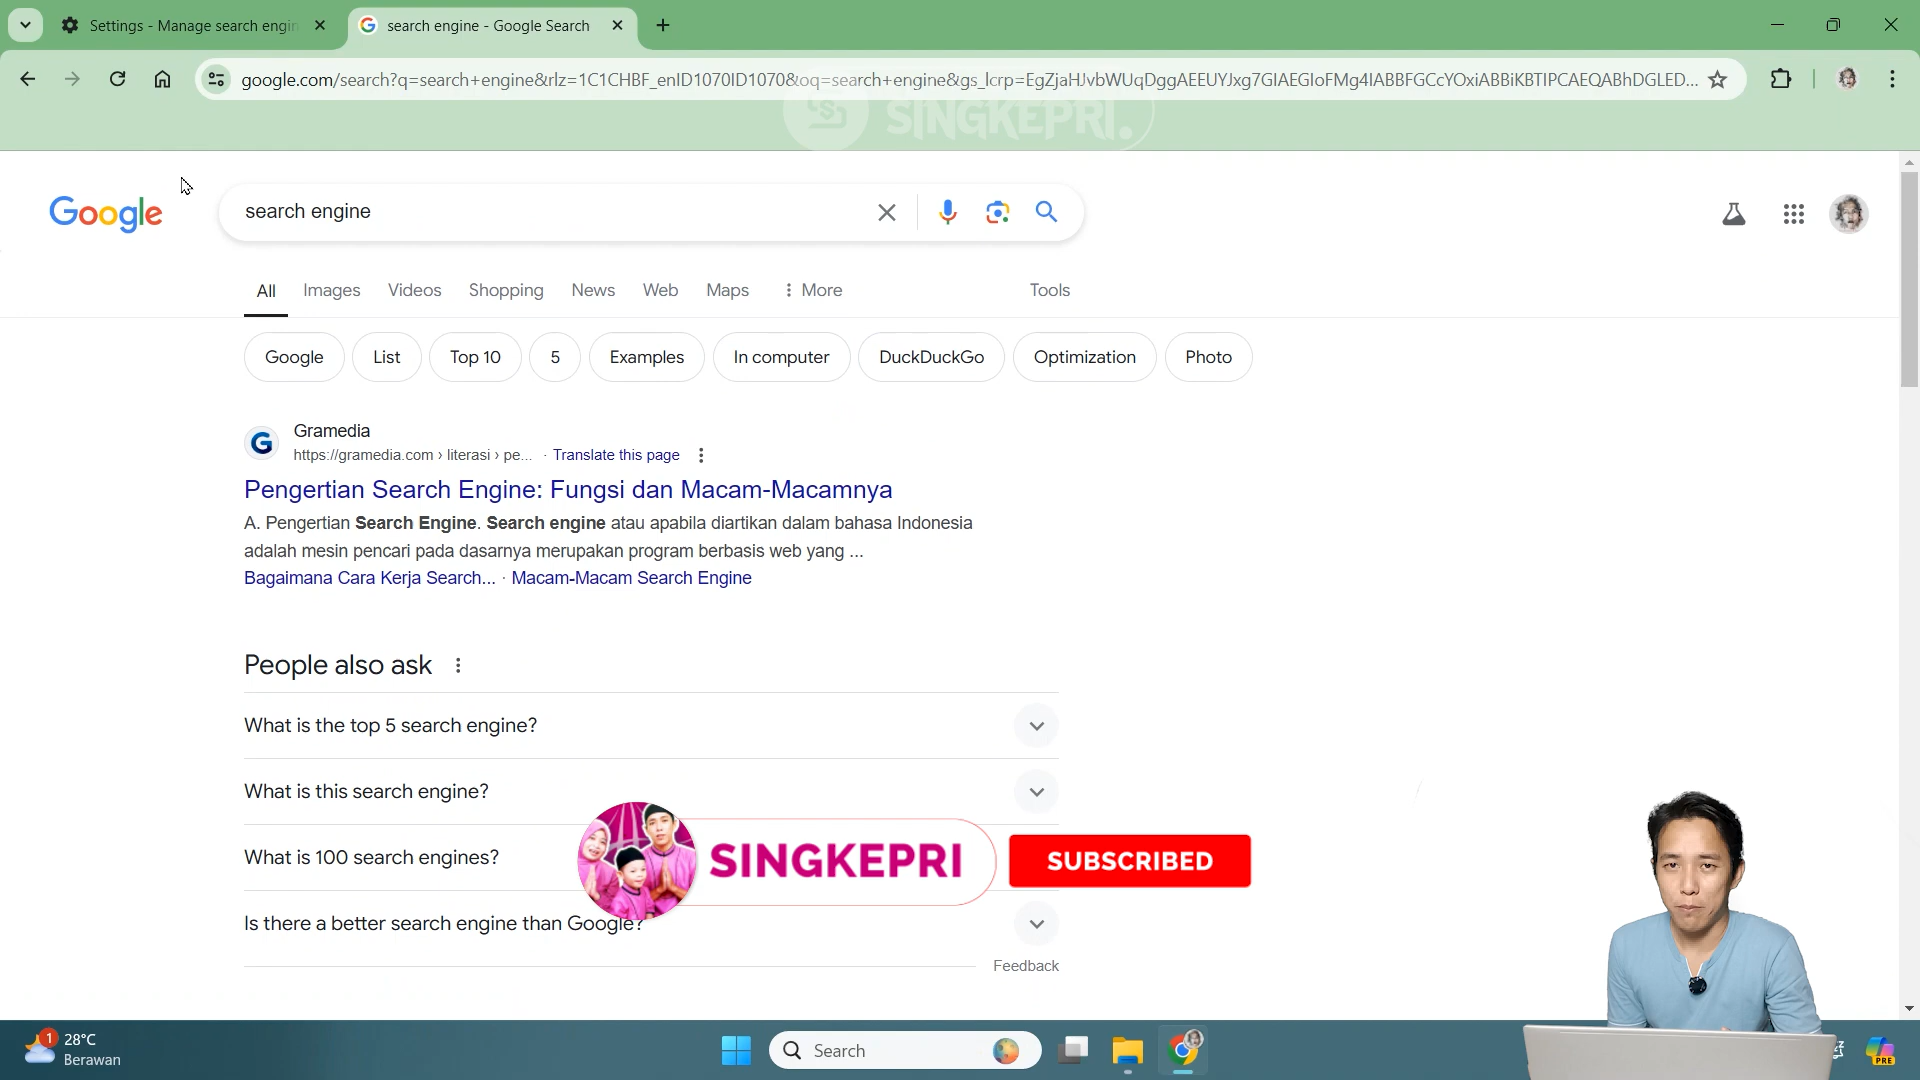 Settings - Manage search engin
search engine - Google Search
google.com/search?q=search+engine&rlz=1C1CHBF_enID1070ID1070&oq=search+engine&gs_lcrp=EgZjaHJvbWUqDggAEEUYJxg7GIAEGIoFMg4IABBFGCcYOxiABBiKBTIPCAEQABhDGLED...
SINGKEPRI.
Google
search engine
All
Images
Videos
Shopping
News
Web
Maps
More
Tools
Google
List
Top 10
5
Examples
In computer
DuckDuckGo
Optimization
Photo
Gramedia
https://gramedia.com › literasi › pe... · Translate this page
Pengertian Search Engine: Fungsi dan Macam-Macamnya
A. Pengertian Search Engine. Search engine atau apabila diartikan dalam bahasa Indonesia
adalah mesin pencari pada dasarnya merupakan program berbasis web yang ...
Bagaimana Cara Kerja Search... · Macam-Macam Search Engine
People also ask
What is the top 5 search engine?
What is this search engine?
What is 100 search engines?
SINGKEPRI
SUBSCRIBED
Is there a better search engine than Google?
Feedback
1
28°C
Berawan
Search
PRE